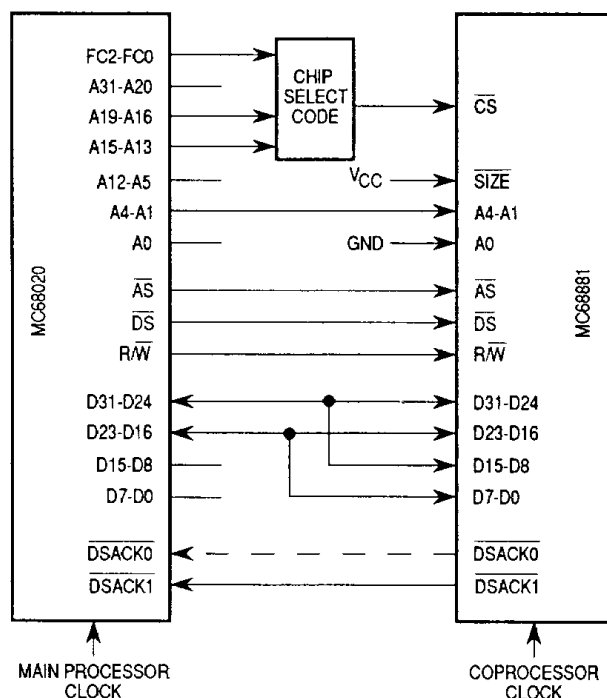 MC68020
FC2-FC0
A31-A20
A19-A16
A15-A13
A12-A5
A4-A1
A0
AS
DS
R/W
D31-D24
D23-D16
D15-D8
D7-D0
DSACK0
DSACK1
MAIN PROCESSOR
CLOCK
CHIP
SELECT
CODE
VCC
GND
CS
SIZE
A4-A1
A0
AS
DS
R/W
D31-D24
D23-D16
D15-D8
D7-D0
DSACK0
DSACK1
MC68881
COPROCESSOR
CLOCK